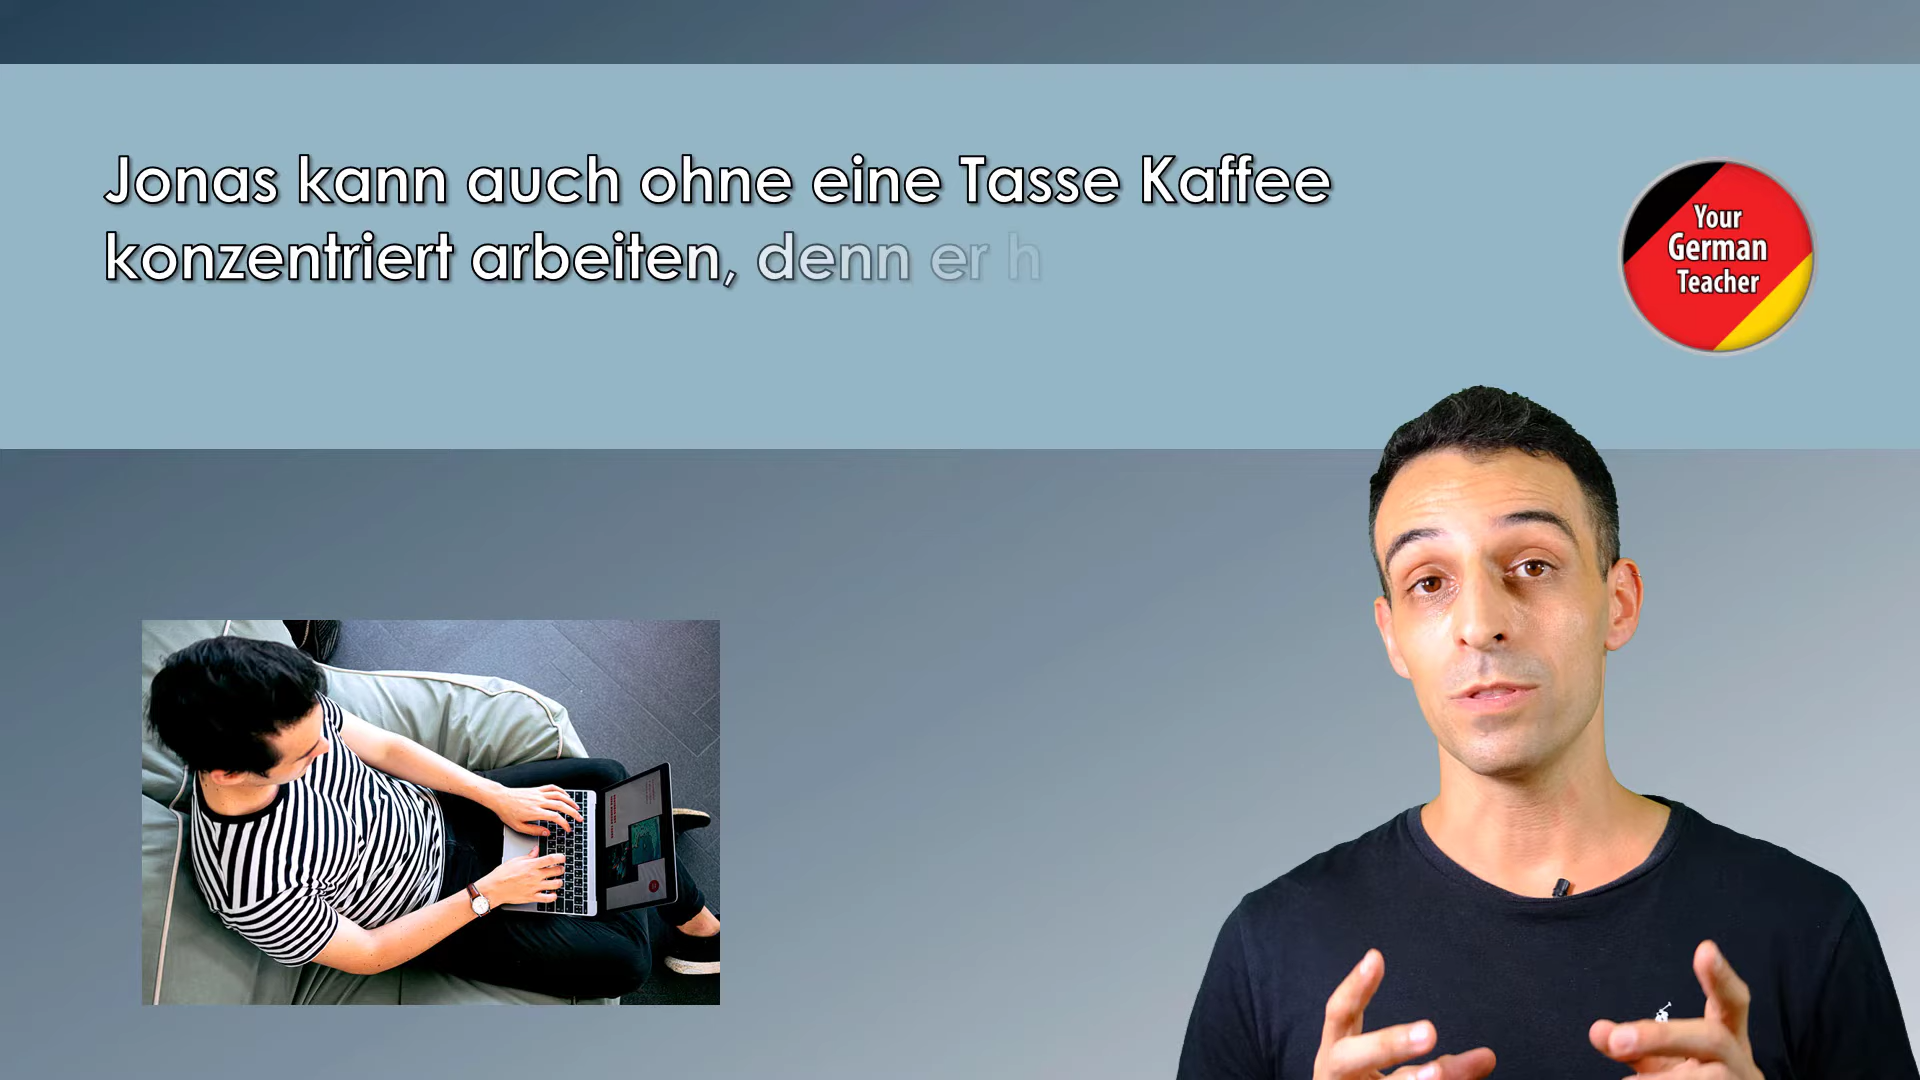 Jonas kann auch ohne eine Tasse Kaffee
konzentriert arbeiten, denn er h
Your
German
Teacher